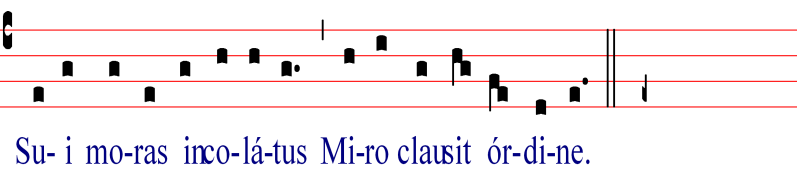 Su- i mo-ras inco-lá-tus Mi-ro clausit ór-di-ne.